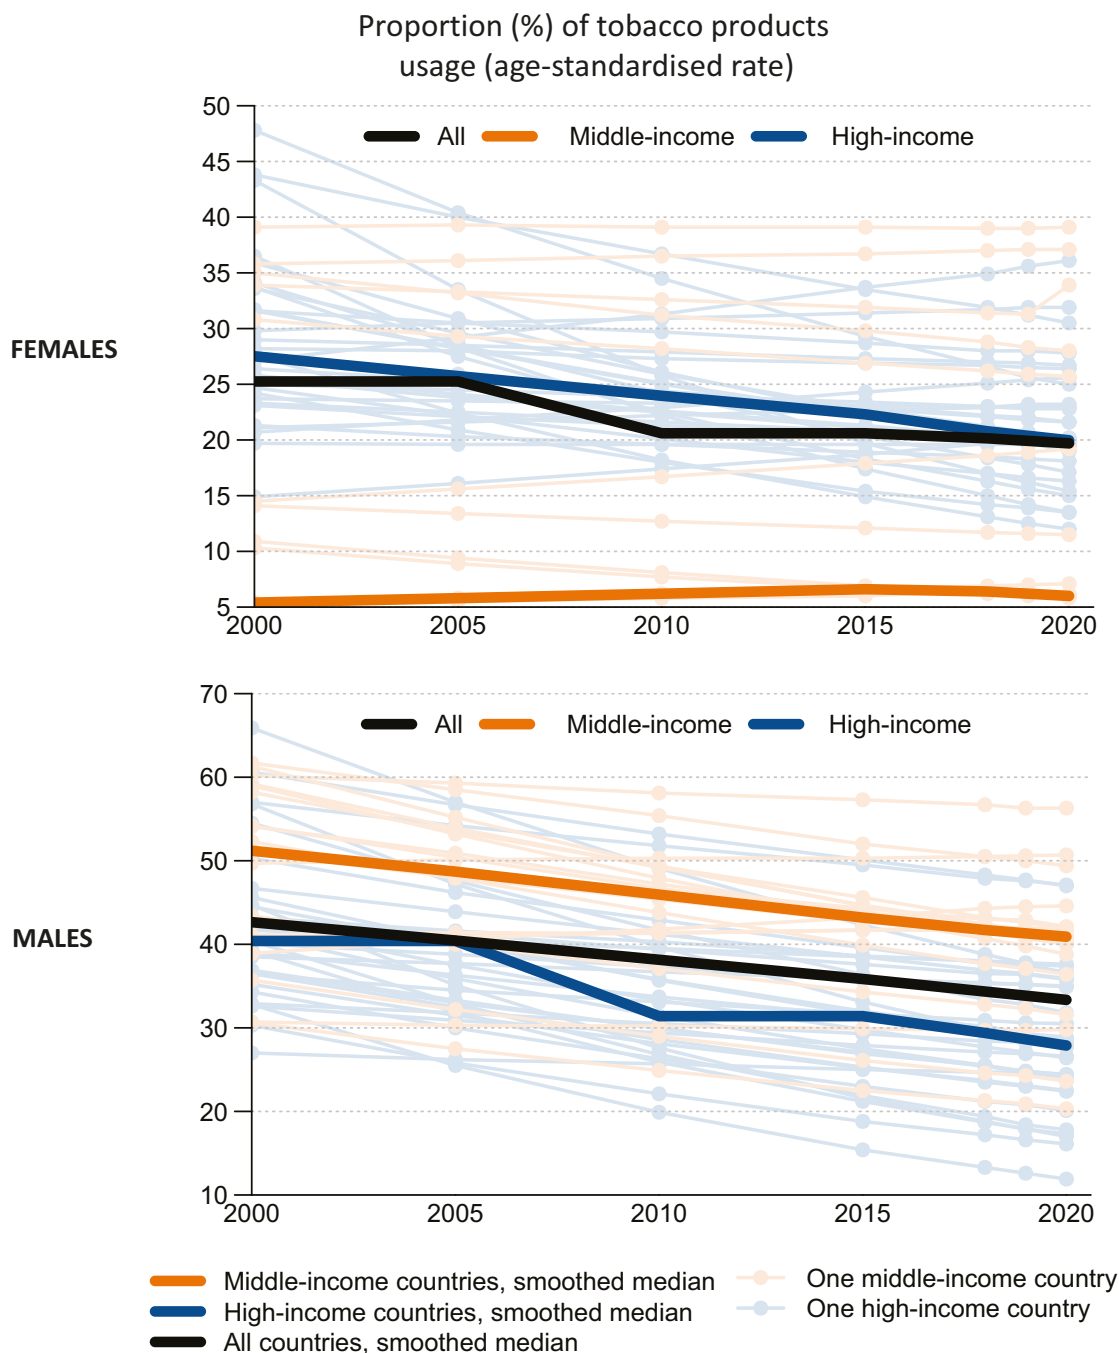 Proportion (%) of tobacco products
usage (age-standardised rate)
50
All Middle-income High-income
45
40
35
30
FEMALES
25
20
15
10
5
2000 2005 2010 2015 2020
70
All Middle-income High-income
60
50
MALES
40
30
20
10
2000 2005 2010 2015 2020
Middle-income countries, smoothed median One middle-income country
High-income countries, smoothed median One high-income country
All countries, smoothed median